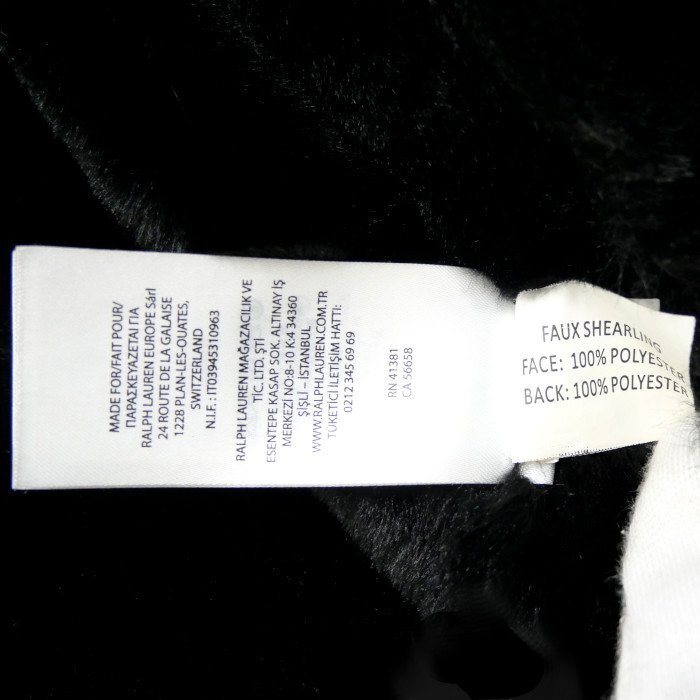 MADE FOR/FAIT POUR/
ΠΑΡΑΣΚΕΥΑΖΕΤΑΙ ΓΙΑ
RALPH LAUREN EUROPE Sárl
24 ROUTE DE LA GALAISE
1228 PLAN-LES-OUATES,
SWITZERLAND
N.I.F. : IT03945310963
RALPH LAUREN MAĞAZACILIK VE
TİC. LTD. ŞTİ
ESENTEPE KASAP SOK. ALTINAY İŞ
MERKEZİ NO:8-10 K:4 34360
ŞİŞLİ – İSTANBUL
WWW.RALPHLAUREN.COM.TR
TÜKETİCİ İLETİŞİM HATTI:
0212 345 69 69
RN 41381
CA 56658
FAUX SHEARLING
FACE: 100% POLYESTER
BACK: 100% POLYESTER